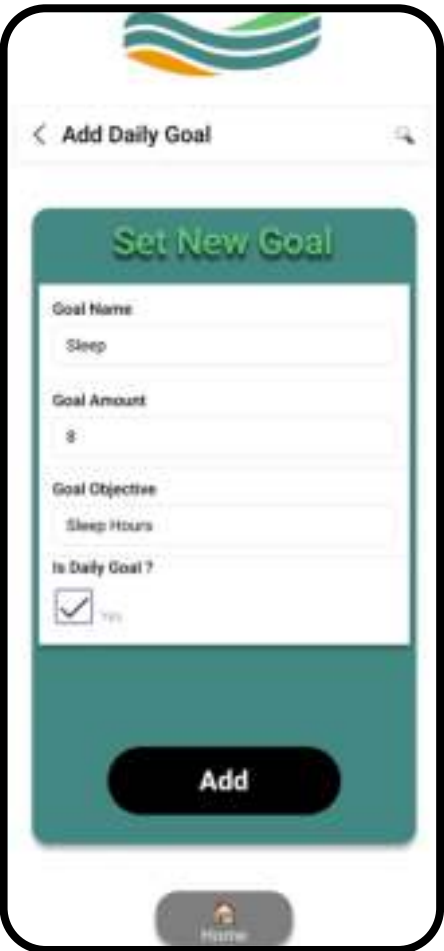 Add Daily Goal
Set New Goal
Goal Name
Sleep
Goal Amount
8
Goal Objective
Sleep Hours
Is Daily Goal ?
Yes
Add
Home